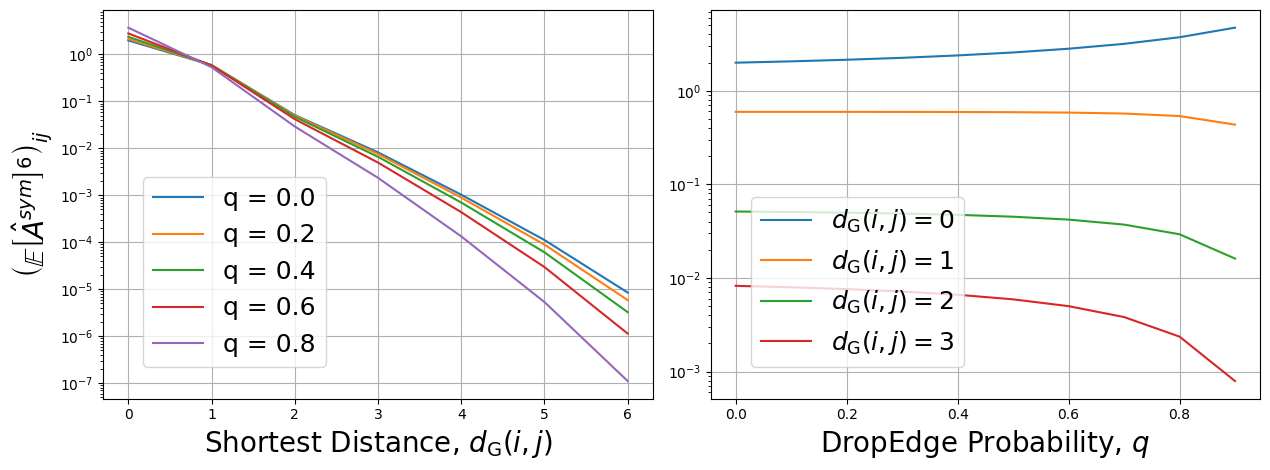 (𝔼[Â^sym]^6)_ij
10^0
10^-1
10^-2
10^-3
10^-4
10^-5
10^-6
10^-7
q = 0.0
q = 0.2
q = 0.4
q = 0.6
q = 0.8
0 1 2 3 4 5 6
Shortest Distance, d_G(i, j)
10^0
10^-1
10^-2
10^-3
d_G(i, j) = 0
d_G(i, j) = 1
d_G(i, j) = 2
d_G(i, j) = 3
0.0 0.2 0.4 0.6 0.8
DropEdge Probability, q